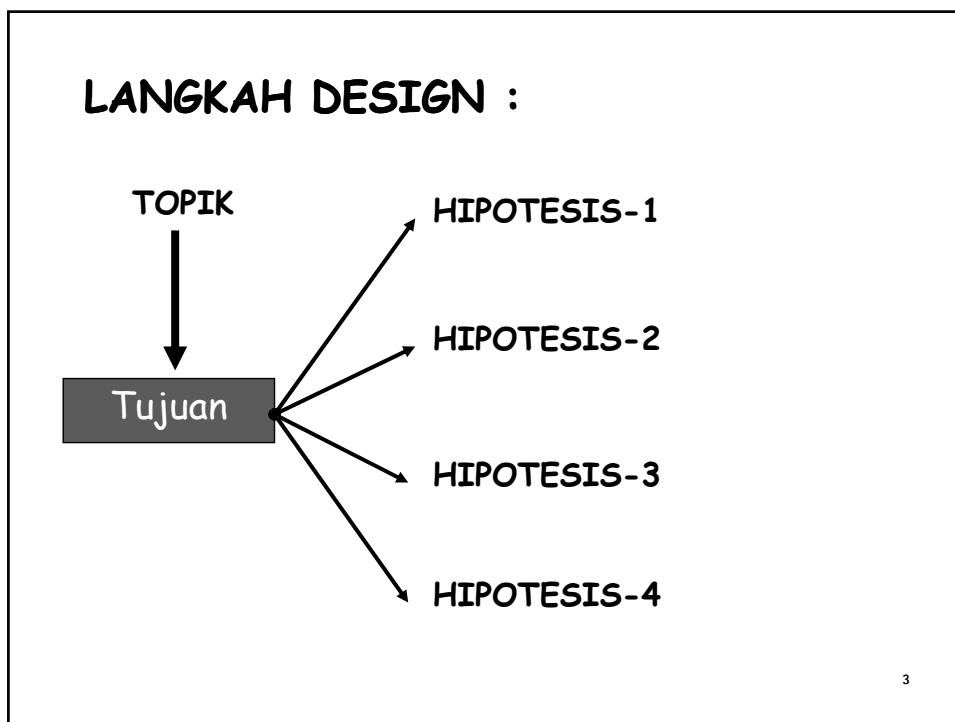 LANGKAH DESIGN :
TOPIK
Tujuan
HIPOTESIS-1
HIPOTESIS-2
HIPOTESIS-3
HIPOTESIS-4
3